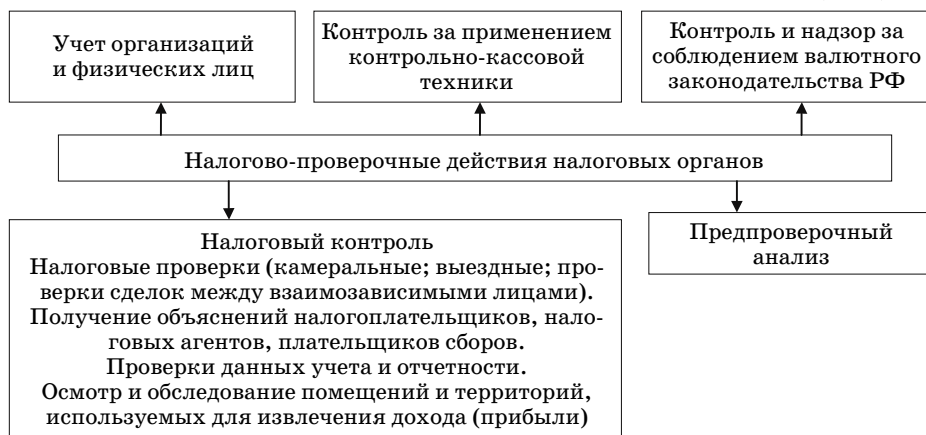 Учет организаций
и физических лиц
Контроль за применением
контрольно-кассовой
техники
Контроль и надзор за
соблюдением валютного
законодательства РФ
Налогово-проверочные действия налоговых органов
Налоговый контроль
Налоговые проверки (камеральные; выездные; про-
верки сделок между взаимозависимыми лицами).
Получение объяснений налогоплательщиков, нало-
говых агентов, плательщиков сборов.
Проверки данных учета и отчетности.
Осмотр и обследование помещений и территорий,
используемых для извлечения дохода (прибыли)
Предпроверочный
анализ